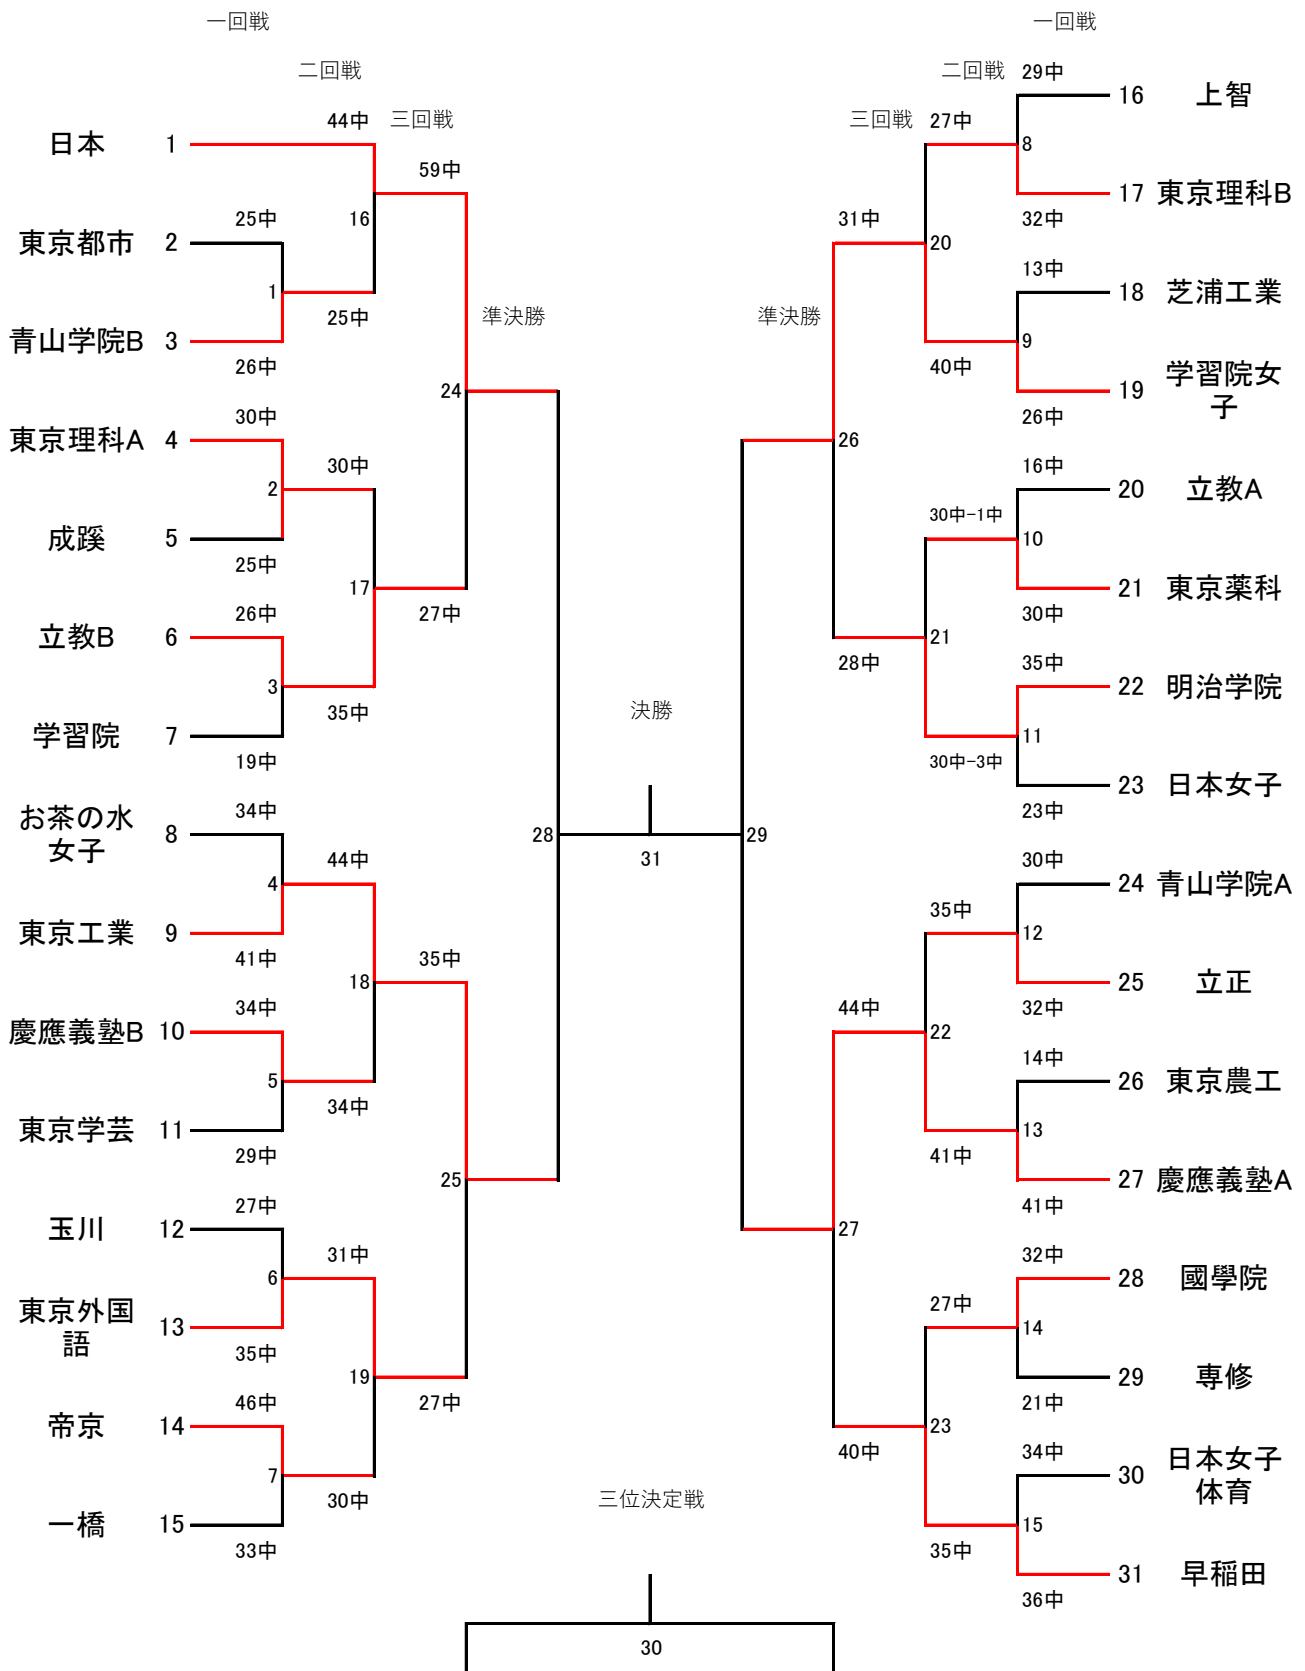 一回戦
一回戦
二回戦
二回戦
29中
16 上智
44中
三回戦
三回戦
27中
日本 1
8
59中
17 東京理科B
25中
16
31中
32中
東京都市 2
20
13中
1
18 芝浦工業
25中
準決勝
準決勝
青山学院B 3
9
26中
40中
24
19 学習院女
子
30中
26中
東京理科A 4
26
30中
16中
2
20 立教A
30中-1中
成蹊 5
10
25中
17
21 東京薬科
26中
27中
30中
立教B 6
21
28中
35中
3
22 明治学院
35中
決勝
学習院 7
11
19中
30中-3中
23 日本女子
34中
23中
お茶の水
女子
8
28
29
44中
31
30中
4
24 青山学院A
35中
東京工業 9
12
41中
35中
18
25 立正
34中
44中
32中
慶應義塾B 10
22
14中
5
26 東京農工
34中
東京学芸 11
13
29中
41中
25
27 慶應義塾A
27中
41中
玉川 12
27
31中
32中
6
28 國學院
27中
東京外国
語
13
14
35中
19
29 専修
46中
27中
21中
帝京 14
23
40中
34中
7
30 日本女子
体育
30中
三位決定戦
一橋 15
15
33中
35中
31 早稲田
36中
30